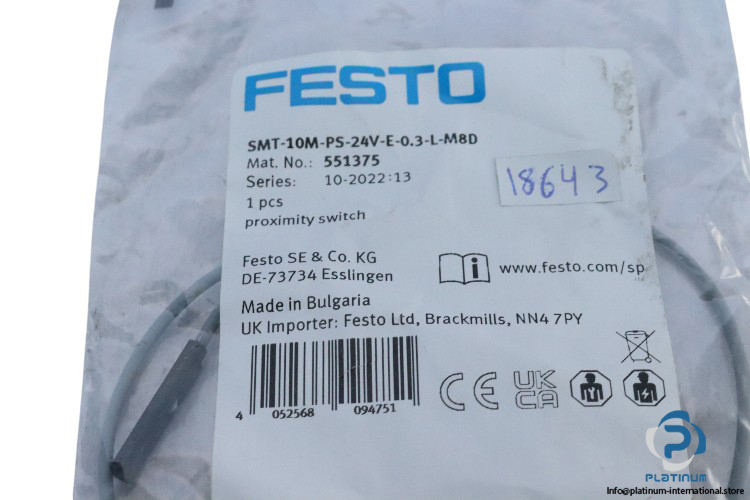 FESTO
SMT-10M-PS-24V-E-0.3-L-M8D
Mat. No.: 551375
Series: 10-2022:13
1 pcs
proximity switch
18643
Festo SE & Co. KG
DE-73734 Esslingen
www.festo.com/sp
Made in Bulgaria
UK Importer: Festo Ltd, Brackmills, NN4 7PY
4 052568 094751
CE
UK
CA
PLATINUM
Info@platinum-international.store